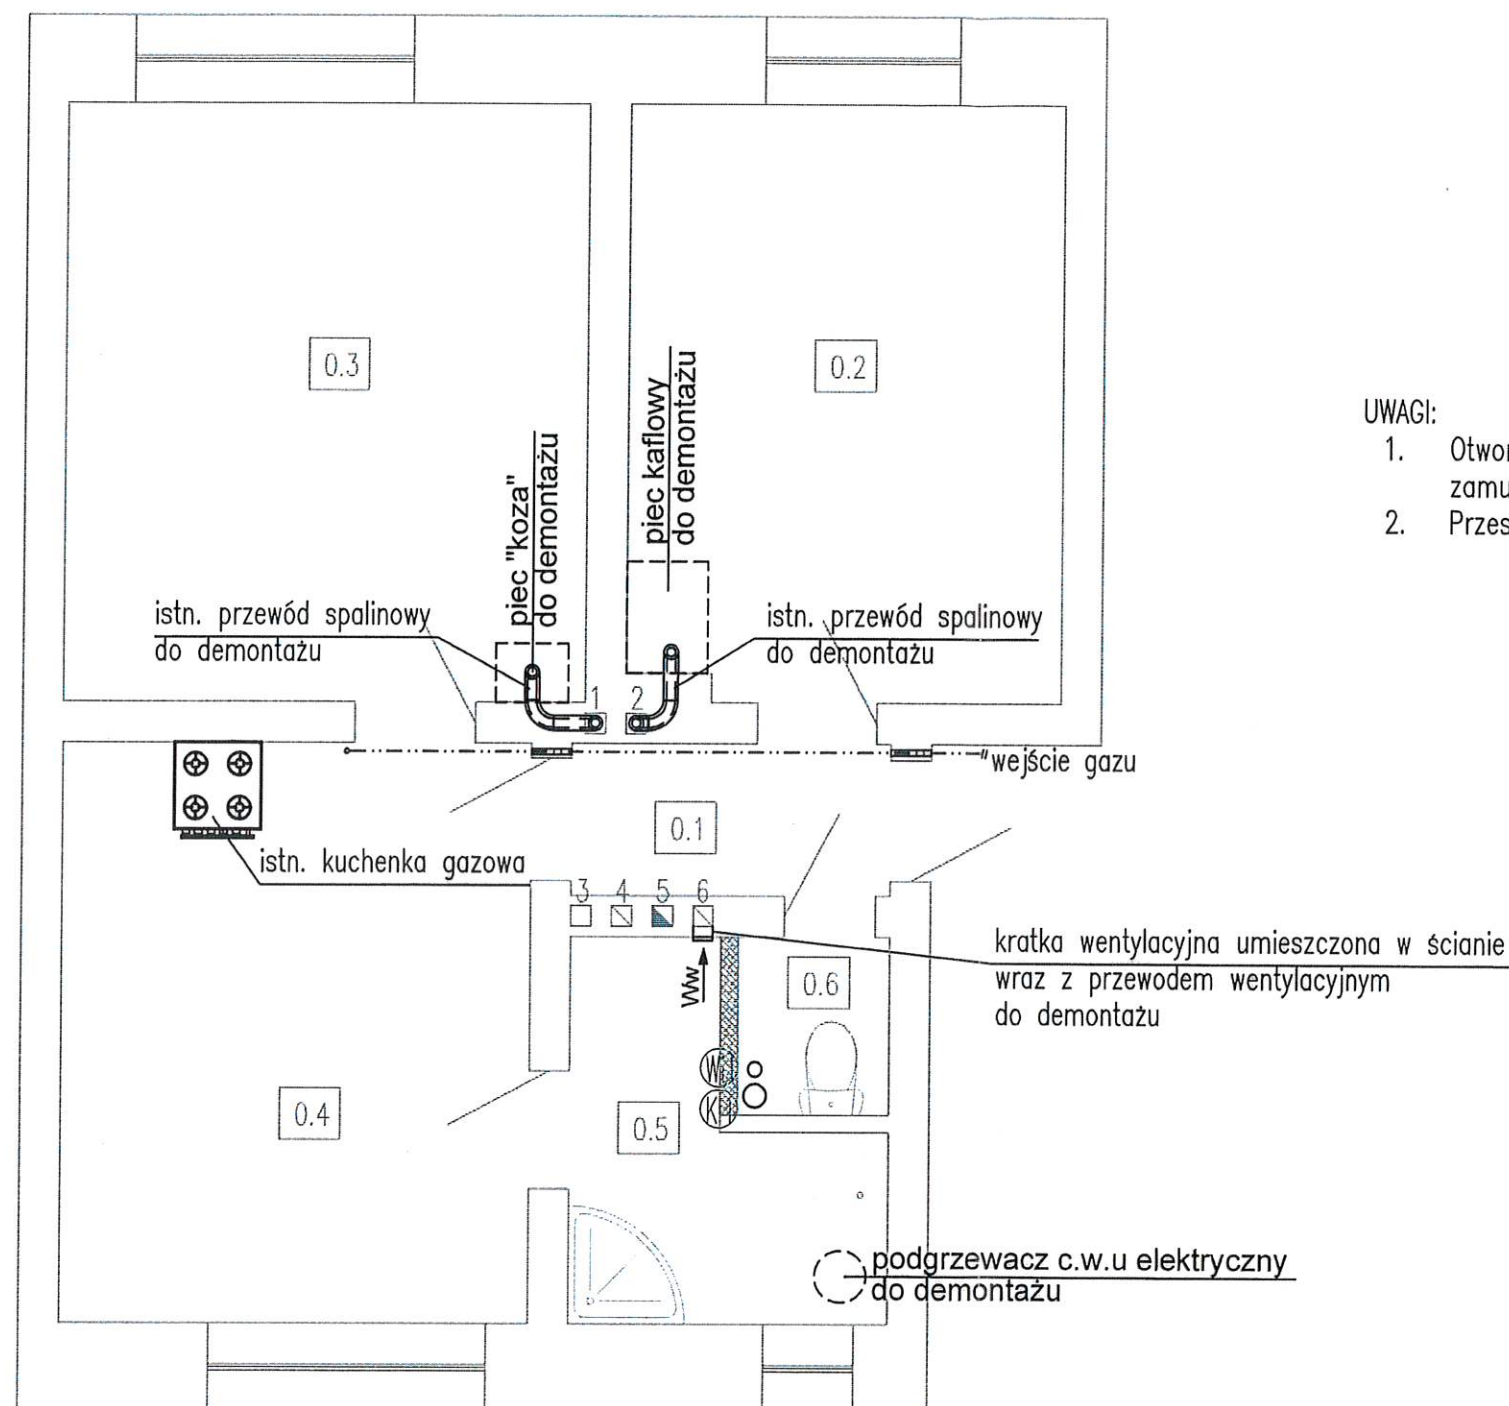 0.3
0.2
piec "koza"
do demontażu
piec kaflowy
do demontażu
UWAGI:
1.
2.
istn. przewód spalinowy
do demontażu
istn. przewód spalinowy
do demontażu
1
2
wejście gazu
0.1
istn. kuchenka gazowa
3 4 5 6
kratka wentylacyjna umieszczona w ścianie
wraz z przewodem wentylacyjnym
do demontażu
Ww
0.6
W
K
0.4
0.5
podgrzewacz c.w.u elektryczny
do demontażu